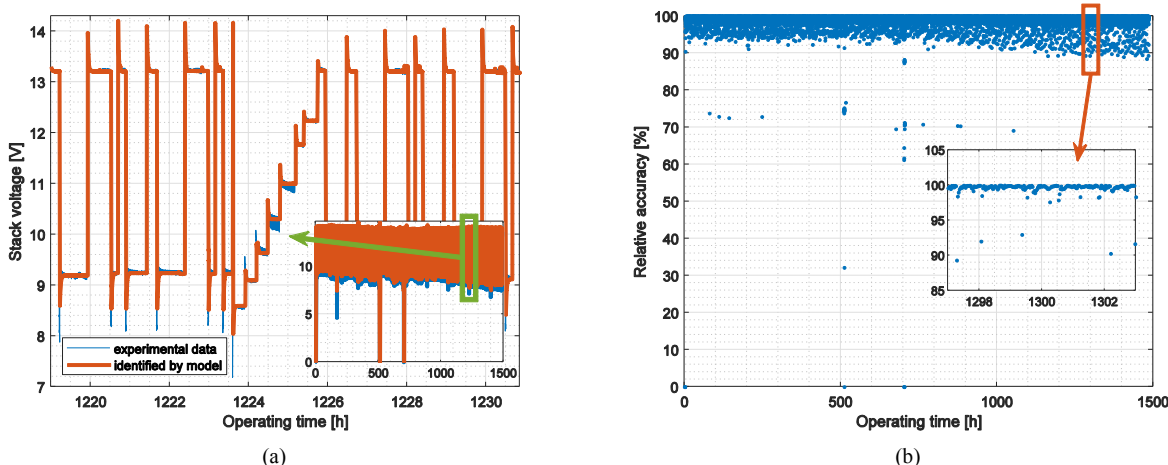 14
13
12
11
10
9
8
7
Stack voltage [V]
experimental data
identified by model
10
5
0
0 500 1000 1500
1220 1222 1224 1226 1228 1230
Operating time [h]
(a)
100
90
80
70
60
50
40
30
20
10
0
Relative accuracy [%]
105
100
95
90
85
1298 1300 1302
0 500 1000 1500
Operating time [h]
(b)